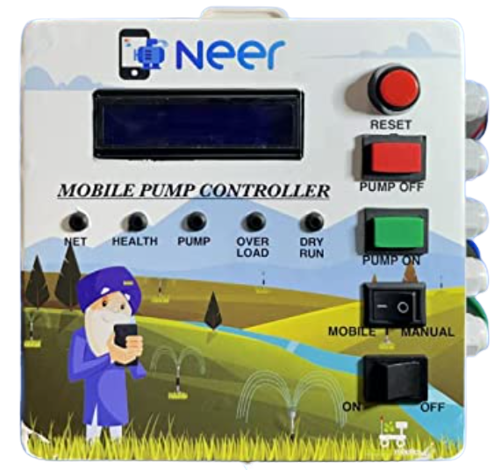 Neer
RESET
PUMP OFF
MOBILE PUMP CONTROLLER
NET HEALTH PUMP OVER LOAD DRY RUN
PUMP ON
MOBILE MANUAL
ON OFF